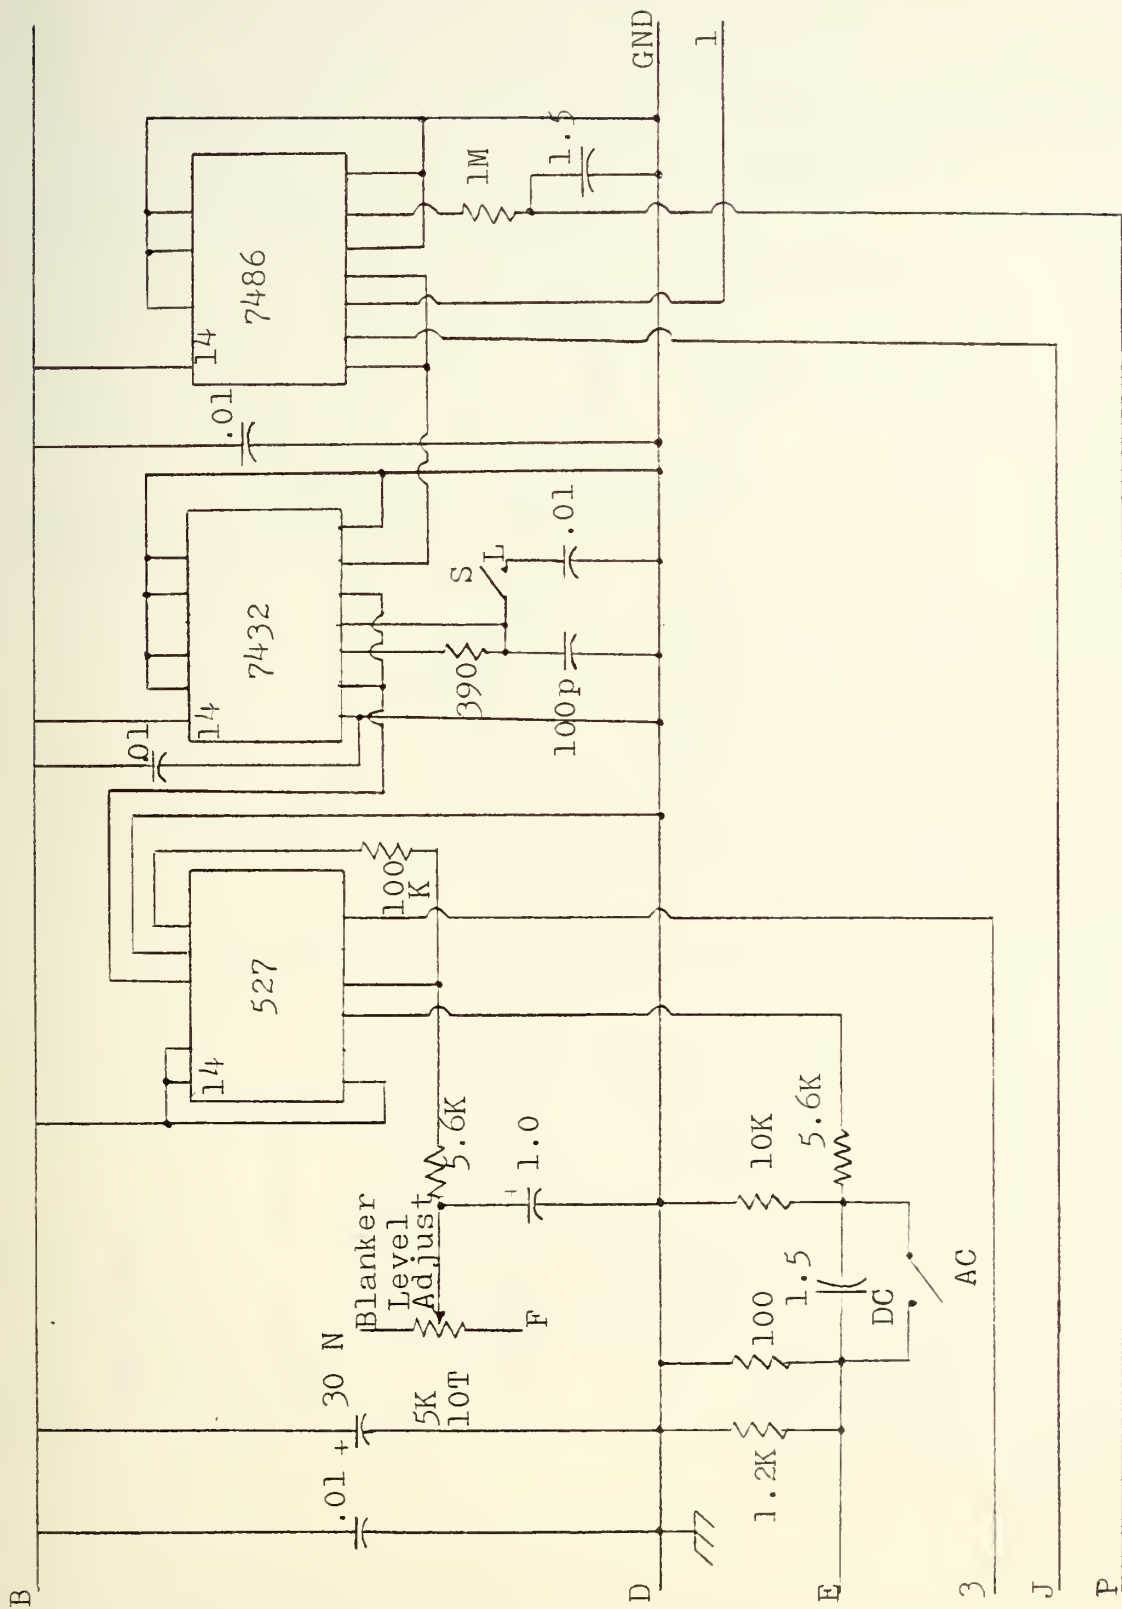 B
.01
+
30 N
5K
10T
Blanker
Level
Adjust
F
5.6K
+
1.0
14
527
100
K
.01
14
7432
390
100p
S
L
.01
.01
14
7486
1M
1.5
GND
1
D
1.2K
100
1.5
DC
AC
10K
5.6K
E
3
J
P